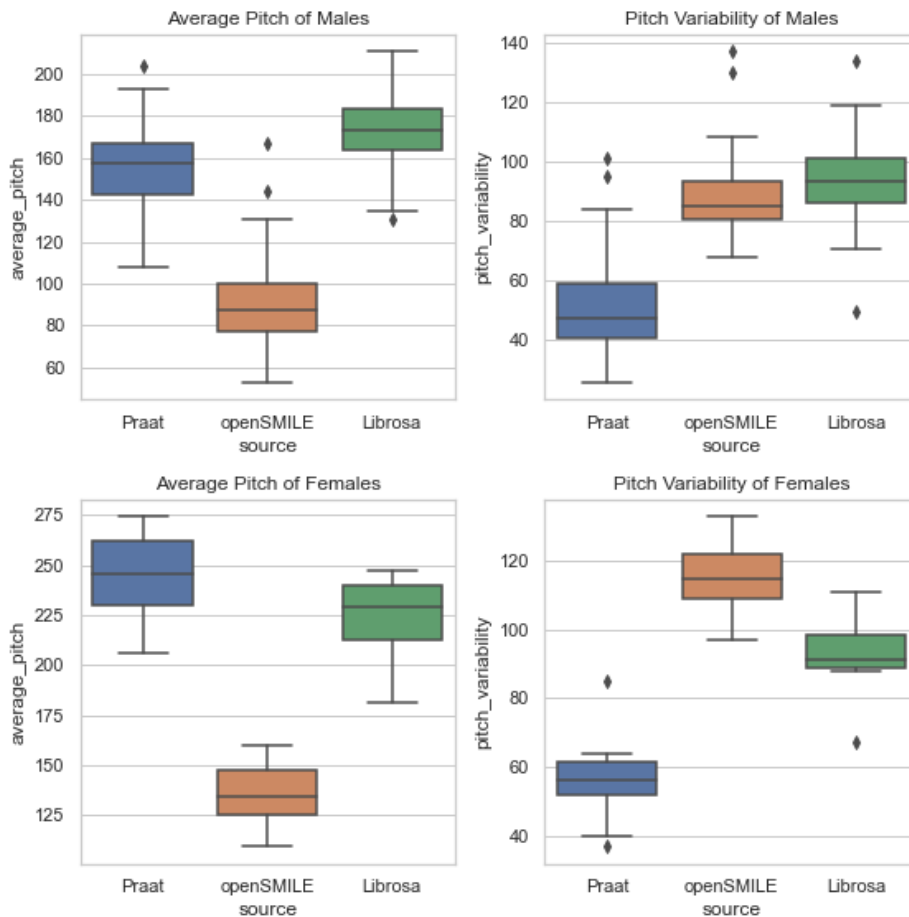 Average Pitch of Males
average_pitch
200
180
160
140
120
100
80
60
Praat openSMILE Librosa
source
Pitch Variability of Males
pitch_variability
140
120
100
80
60
40
Praat openSMILE Librosa
source
Average Pitch of Females
average_pitch
275
250
225
200
175
150
125
Praat openSMILE Librosa
source
Pitch Variability of Females
pitch_variability
120
100
80
60
40
Praat openSMILE Librosa
source